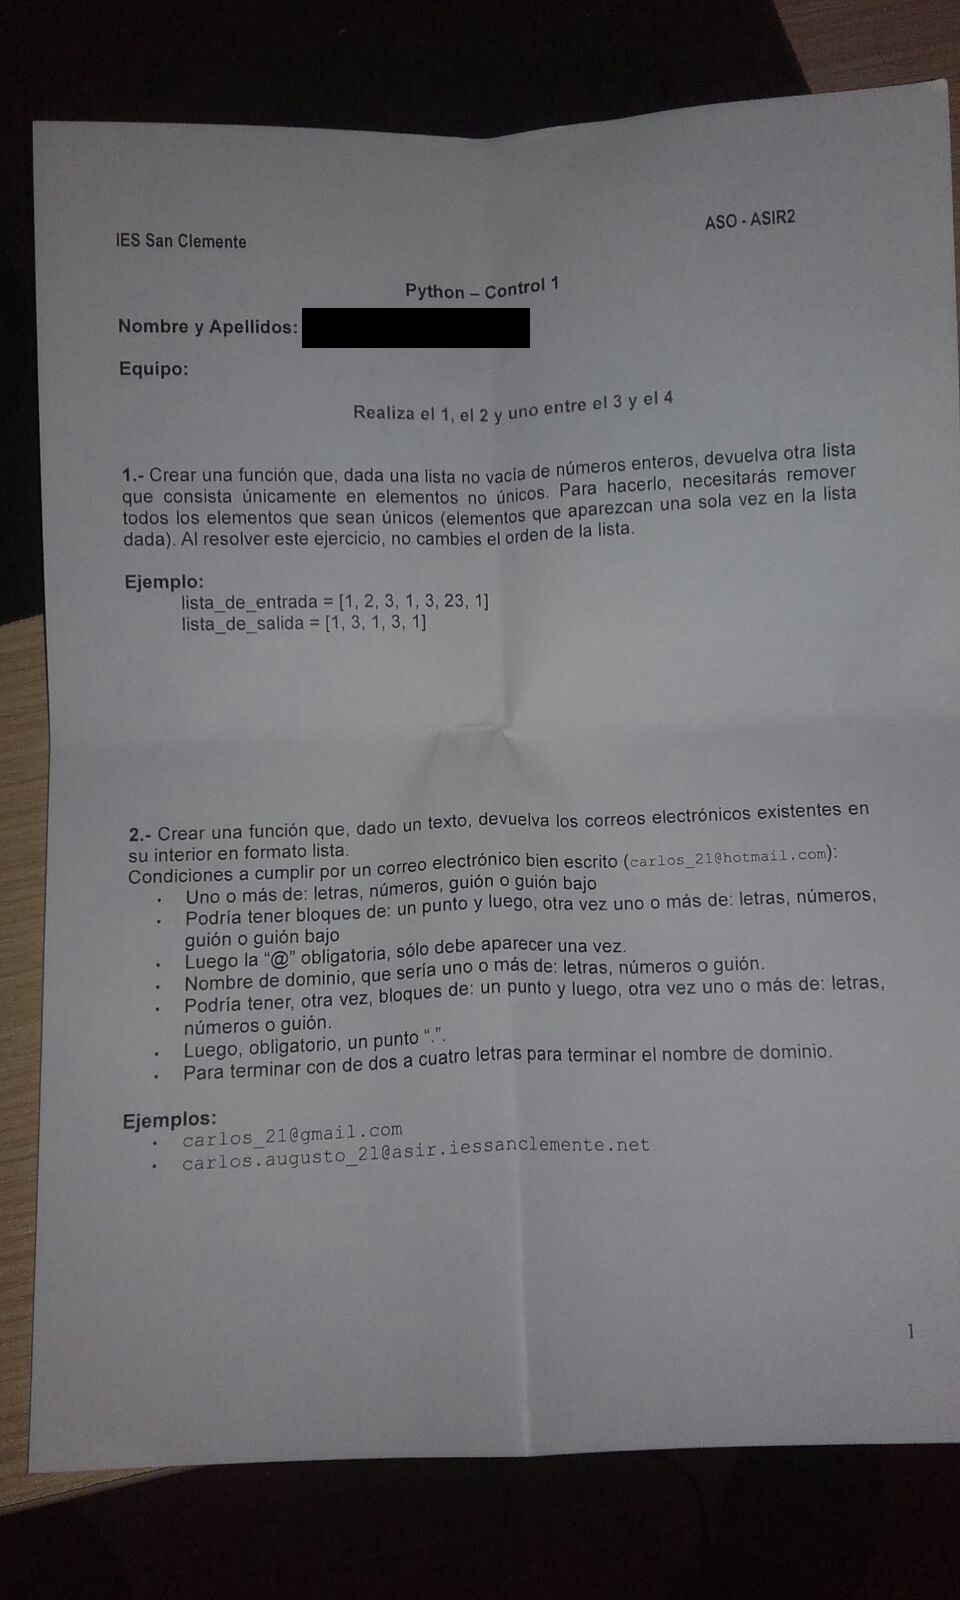 IES San Clemente
ASO - ASIR2
Python – Control 1
Nombre y Apellidos:
Equipo:
Realiza el 1, el 2 y uno entre el 3 y el 4
1.- Crear una función que, dada una lista no vacía de números enteros, devuelva otra lista
que consista únicamente en elementos no únicos. Para hacerlo, necesitarás remover
todos los elementos que sean únicos (elementos que aparezcan una sola vez en la lista
dada). Al resolver este ejercicio, no cambies el orden de la lista.
Ejemplo:
lista_de_entrada = [1, 2, 3, 1, 3, 23, 1]
lista_de_salida = [1, 3, 1, 3, 1]
2.- Crear una función que, dado un texto, devuelva los correos electrónicos existentes en
su interior en formato lista.
Condiciones a cumplir por un correo electrónico bien escrito (carlos_21@hotmail.com):
· Uno o más de: letras, números, guión o guión bajo
· Podría tener bloques de: un punto y luego, otra vez uno o más de: letras, números,
guión o guión bajo
· Luego la “@” obligatoria, sólo debe aparecer una vez.
· Nombre de dominio, que sería uno o más de: letras, números o guión.
· Podría tener, otra vez, bloques de: un punto y luego, otra vez uno o más de: letras,
números o guión.
· Luego, obligatorio, un punto “.”.
· Para terminar con de dos a cuatro letras para terminar el nombre de dominio.
Ejemplos:
· carlos_21@gmail.com
· carlos.augusto_21@asir.iessanclemente.net
1